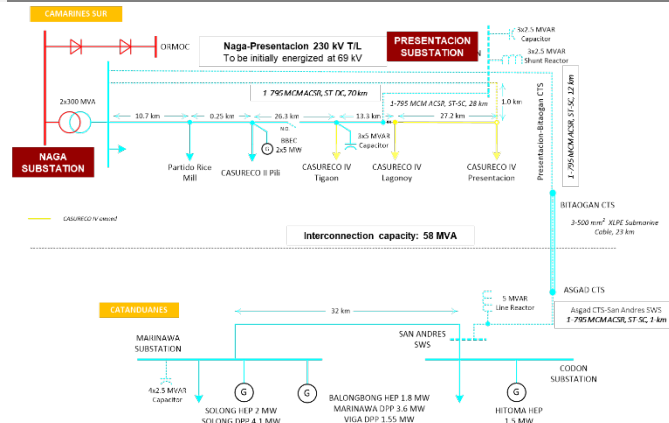 CAMARINES SUR
ORMOC
Naga-Presentacion 230 kV T/L
To be initially energized at 69 kV
PRESENTACION
SUBSTATION
3x2.5 MVAR
Capacitor
3x2.5 MVAR
Shunt Reactor
1-795 MCM ACSR, ST DC, 70 km
1-795 MCM ACSR, ST-SC, 28 km
2x300 MVA
10.7 km
0.25 km
26.3 km
13.3 km
27.2 km
1.0 km
N.O.
BBEC
2x5 MW
G
3x5 MVAR
Capacitor
NAGA
SUBSTATION
Partido Rice
Mill
CASURECO II Pili
CASURECO IV
Tigaon
CASURECO IV
Lagonoy
CASURECO IV
Presentacion
Presentacion-Bitaogan CTS
1-795 MCM ACSR, ST-SC, 12 km
BITAOGAN CTS
3-500 mm² XLPE Submarine
Cable, 23 km
CASURECO IV owned
Interconnection capacity: 58 MVA
ASGAD CTS
CATANDUANES
32 km
5 MVAR
Line Reactor
Asgad CTS-San Andres SWS
1-795 MCM ACSR, ST-SC, 1-km
MARINAWA
SUBSTATION
SAN ANDRES
SWS
CODON
SUBSTATION
4x2.5 MVAR
Capacitor
G
G
G
SOLONG HEP 2 MW
SOLONG DPP 4.1 MW
BALONGBONG HEP 1.8 MW
MARINAWA DPP 3.6 MW
VIGA DPP 1.55 MW
HITOMA HEP
1.5 MW